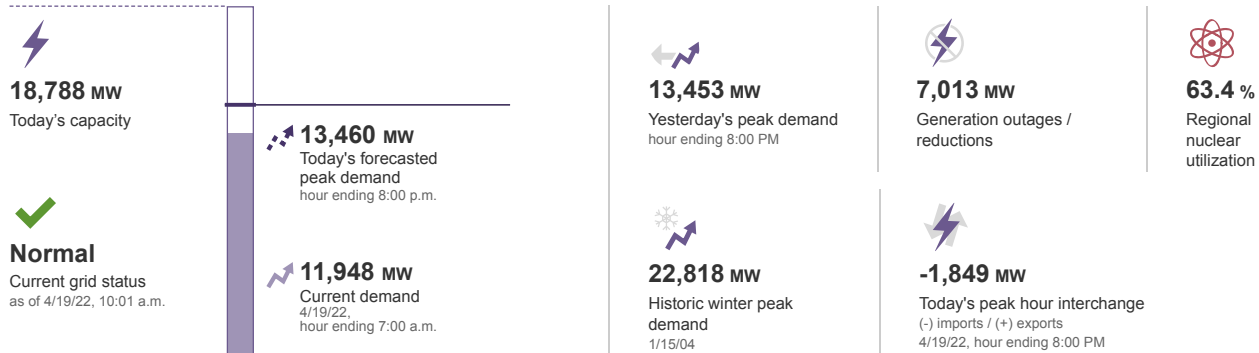 18,788 MW
Today's capacity
Normal
Current grid status
as of 4/19/22, 10:01 a.m.
13,460 MW
Today's forecasted
peak demand
hour ending 8:00 p.m.
11,948 MW
Current demand
4/19/22,
hour ending 7:00 a.m.
13,453 MW
Yesterday's peak demand
hour ending 8:00 PM
7,013 MW
Generation outages /
reductions
63.4 %
Regional
nuclear
utilization
22,818 MW
Historic winter peak
demand
1/15/04
-1,849 MW
Today's peak hour interchange
(-) imports / (+) exports
4/19/22, hour ending 8:00 PM